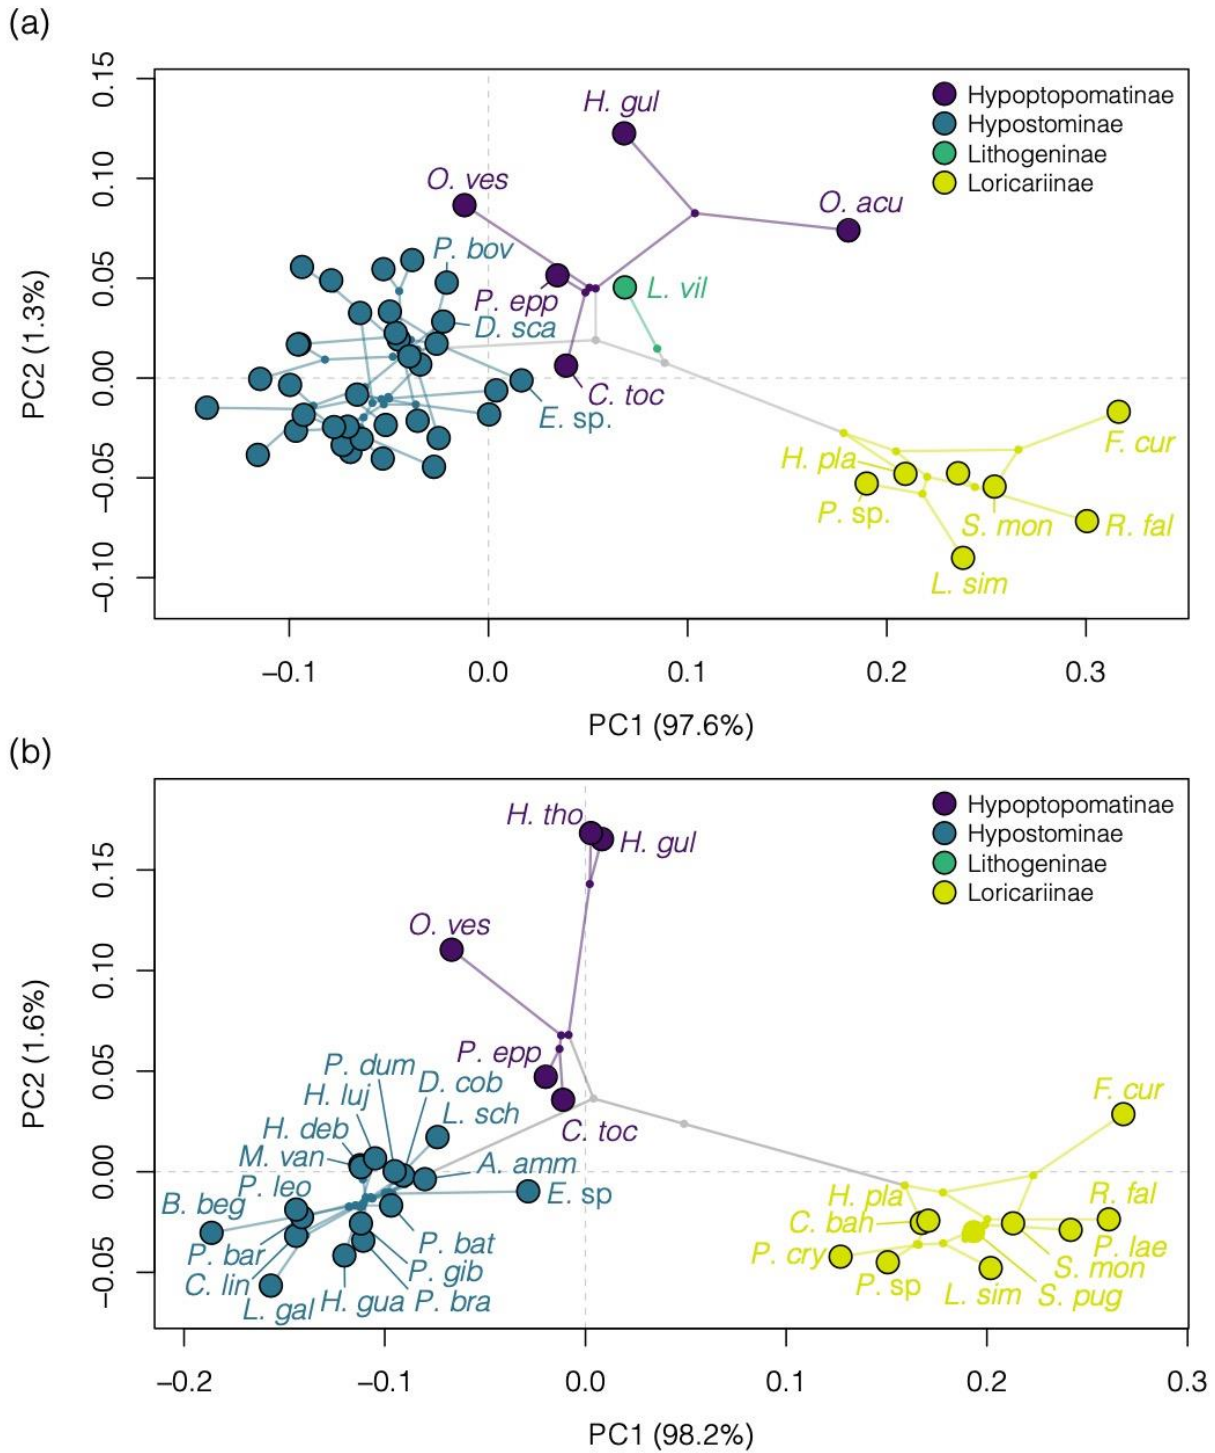 (a)
PC2 (1.3%)
0.15
0.10
0.05
0.00
−0.05
−0.10
H. gul
O. ves
O. acu
P. bov
P. epp
L. vil
D. sca
C. toc
E. sp.
H. pla
F. cur
P. sp.
S. mon
R. fal
L. sim
Hypoptopomatinae
Hypostominae
Lithogeninae
Loricariinae
−0.1 0.0 0.1 0.2 0.3
PC1 (97.6%)
(b)
PC2 (1.6%)
0.15
0.10
0.05
0.00
−0.05
H. tho
H. gul
O. ves
P. epp
C. toc
P. dum
D. cob
H. luj
L. sch
H. deb
M. van
A. amm
P. leo
E. sp
B. beg
P. bar
P. bat
C. lin
P. gib
L. gal
H. gua
P. bra
F. cur
H. pla
R. fal
C. bah
P. cry
P. lae
P. sp
S. mon
L. sim
S. pug
Hypoptopomatinae
Hypostominae
Lithogeninae
Loricariinae
−0.2 −0.1 0.0 0.1 0.2 0.3
PC1 (98.2%)